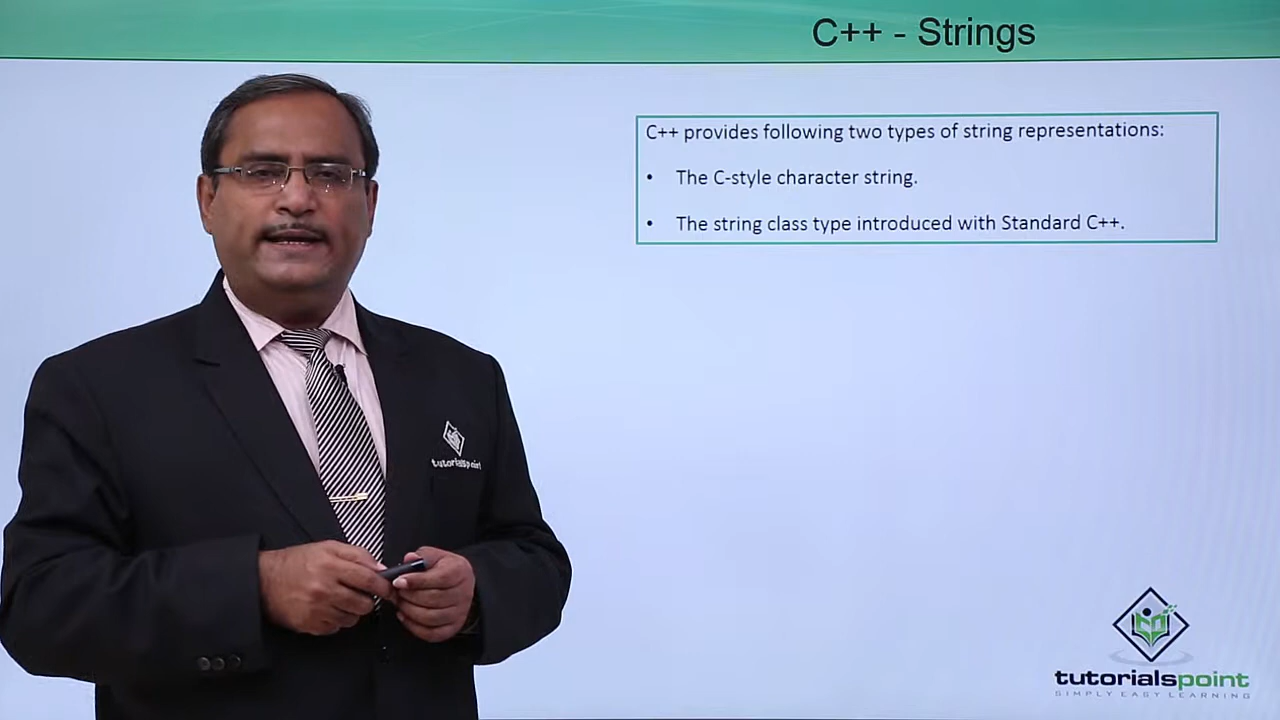 C++ - Strings
C++ provides following two types of string representations:
• The C-style character string.
• The string class type introduced with Standard C++.
tutorialspoint
tutorialspoint
SIMPLY EASY LEARNING